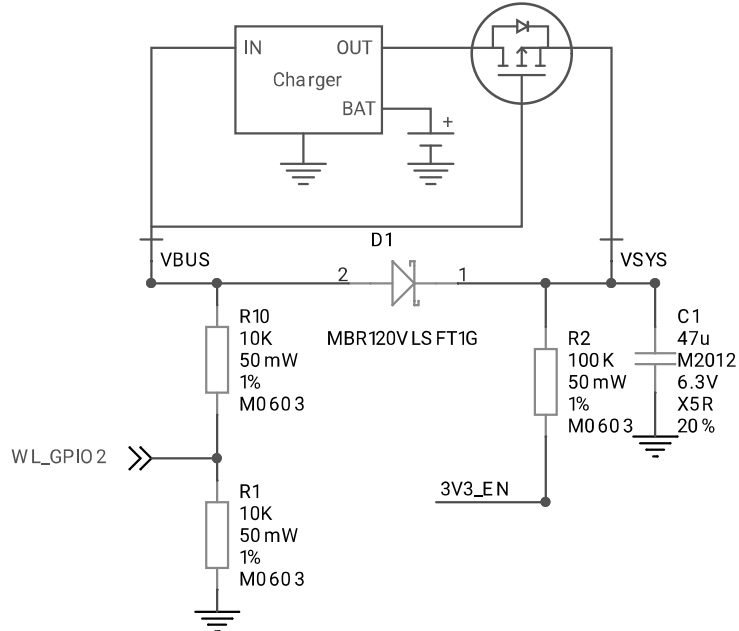 IN
OUT
Charger
BAT
+
D1
VBUS
VSYS
2
1
MBR120VLSFT1G
R10
10K
50mW
1%
M0603
R2
100K
50mW
1%
M0603
C1
47u
M2012
6.3V
X5R
20%
WL_GPIO2
3V3_EN
R1
10K
50mW
1%
M0603